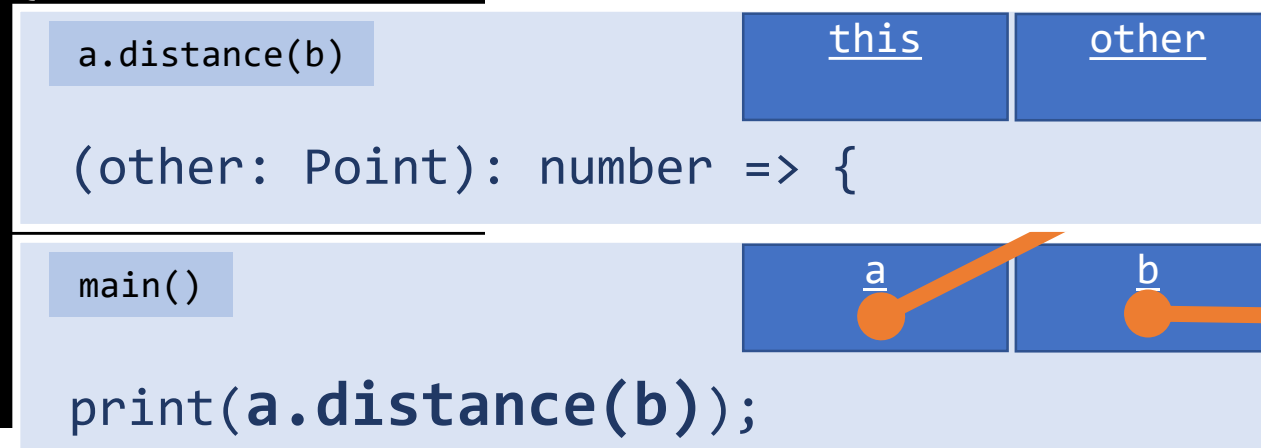 a.distance(b)
this
other
(other: Point): number => {
main()
a
b
print(a.distance(b));